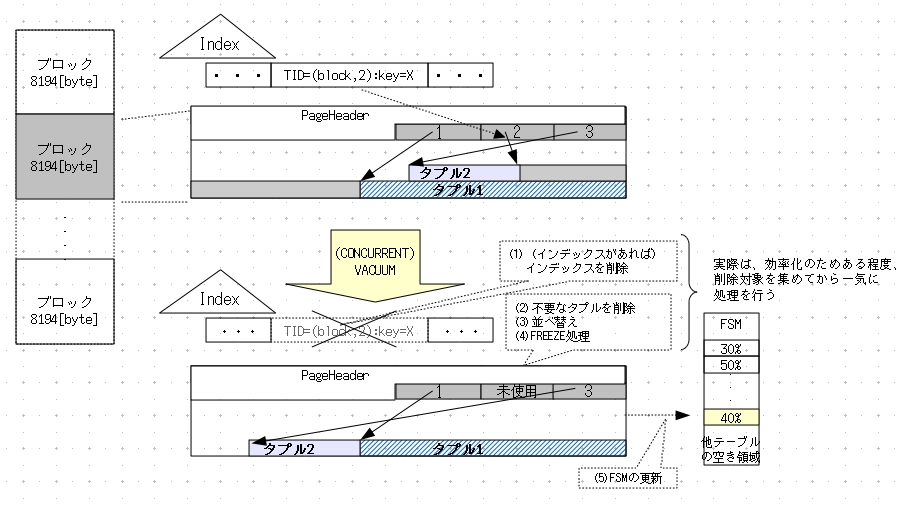 ブロック
8194[byte]
ブロック
8194[byte]
・
・
・
ブロック
8194[byte]
Index
・・・
TID=(block,2):key=X
・・・
PageHeader
1
2
3
タプル2
タプル1
(CONCURRENT)
VACUUM
(1) (インデックスがあれば)
インデックスを削除
実際は、効率化のためある程度、
削除対象を集めてから一気に
処理を行う
Index
・・・
TID=(block,2):key=X
・・・
(2) 不要なタプルを削除
(3) 並べ替え
(4)FREEZE処理
PageHeader
1
未使用
3
タプル2
タプル1
FSM
30%
50%
・
40%
他テーブル
の空き領域
(5)FSMの更新